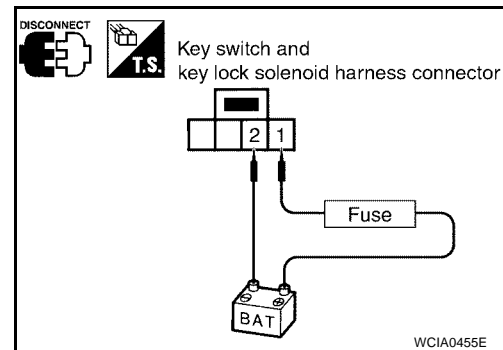 DISCONNECT
T.S.
Key switch and
key lock solenoid harness connector
2 1
Fuse
⊖ ⊕
BAT
WCIA0455E